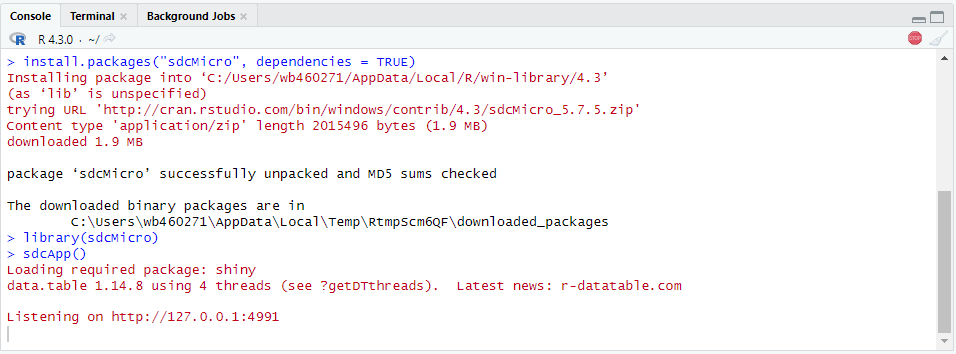 Console Terminal Background Jobs
R 4.3.0 · ~/
STOP
> install.packages("sdcMicro", dependencies = TRUE)
Installing package into ‘C:/Users/wb460271/AppData/Local/R/win-library/4.3’
(as ‘lib’ is unspecified)
trying URL 'http://cran.rstudio.com/bin/windows/contrib/4.3/sdcMicro_5.7.5.zip'
Content type 'application/zip' length 2015496 bytes (1.9 MB)
downloaded 1.9 MB
package ‘sdcMicro’ successfully unpacked and MD5 sums checked
The downloaded binary packages are in
C:\Users\wb460271\AppData\Local\Temp\RtmpScm6QF\downloaded_packages
> library(sdcMicro)
> sdcApp()
Loading required package: shiny
data.table 1.14.8 using 4 threads (see ?getDTthreads).  Latest news: r-datatable.com
Listening on http://127.0.0.1:4991